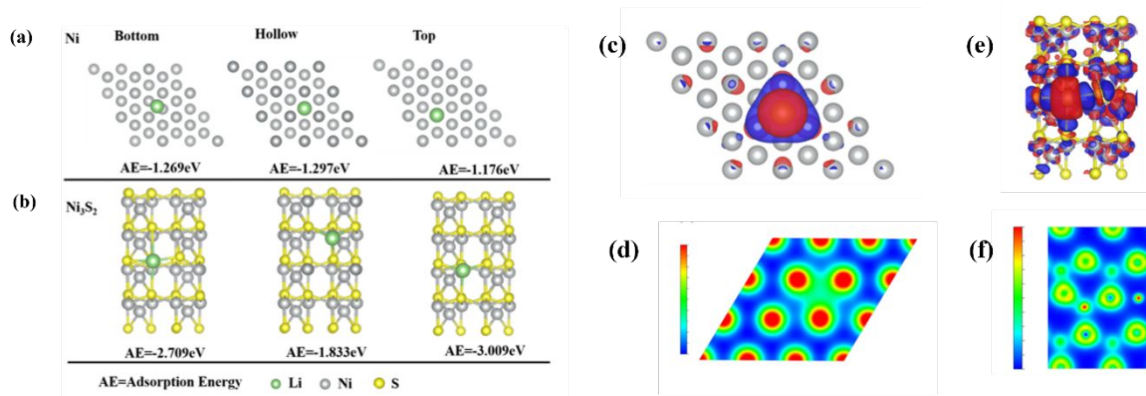 (a) Ni Bottom Hollow Top
AE=-1.269eV AE=-1.297eV AE=-1.176eV
(b) Ni₃S₂
AE=-2.709eV AE=-1.833eV AE=-3.009eV
AE=Adsorption Energy Li Ni S
(c)
(e)
(d)
(f)